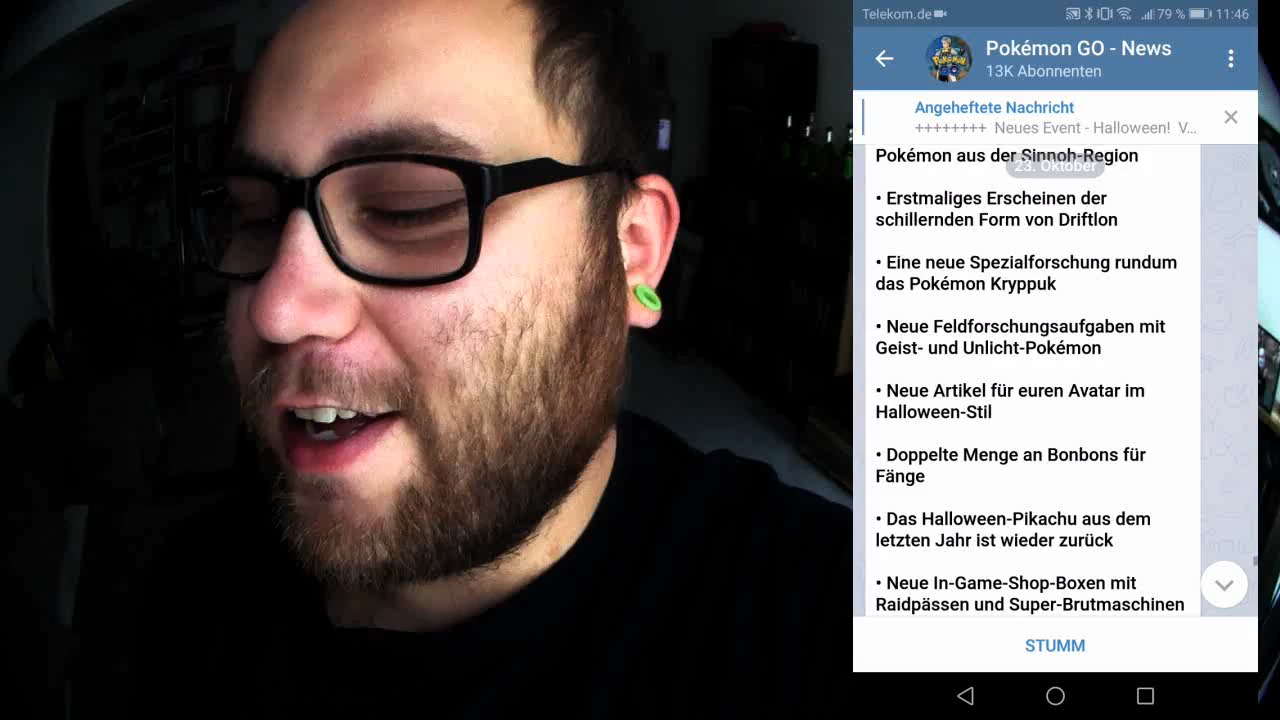 Telekom.de 79 % 11:46
Pokémon GO - News
13K Abonnenten
Angeheftete Nachricht
++++++++ Neues Event - Halloween! V...
Pokémon aus der Sinnoh-Region
23. Oktober
• Erstmaliges Erscheinen der
schillernden Form von Driftlon
• Eine neue Spezialforschung rundum
das Pokémon Kryppuk
• Neue Feldforschungsaufgaben mit
Geist- und Unlicht-Pokémon
• Neue Artikel für euren Avatar im
Halloween-Stil
• Doppelte Menge an Bonbons für
Fänge
• Das Halloween-Pikachu aus dem
letzten Jahr ist wieder zurück
• Neue In-Game-Shop-Boxen mit
Raidpässen und Super-Brutmaschinen
STUMM